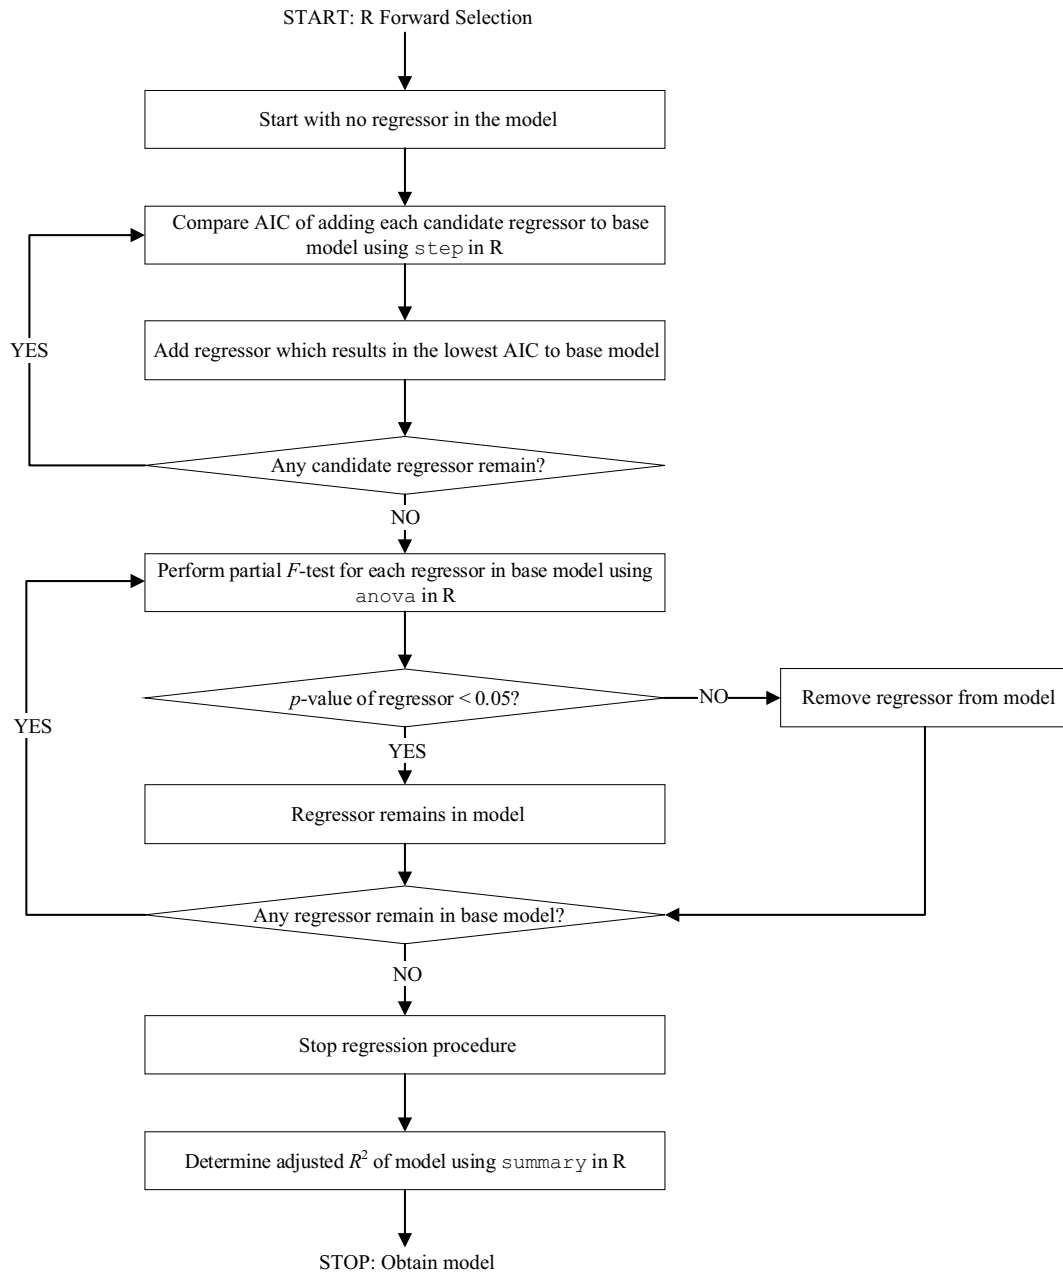 START: R Forward Selection
Start with no regressor in the model
Compare AIC of adding each candidate regressor to base
model using step in R
YES
Add regressor which results in the lowest AIC to base model
Any candidate regressor remain?
NO
Perform partial F-test for each regressor in base model using
anova in R
p-value of regressor < 0.05?
NO
Remove regressor from model
YES
YES
Regressor remains in model
Any regressor remain in base model?
NO
Stop regression procedure
Determine adjusted R² of model using summary in R
STOP: Obtain model